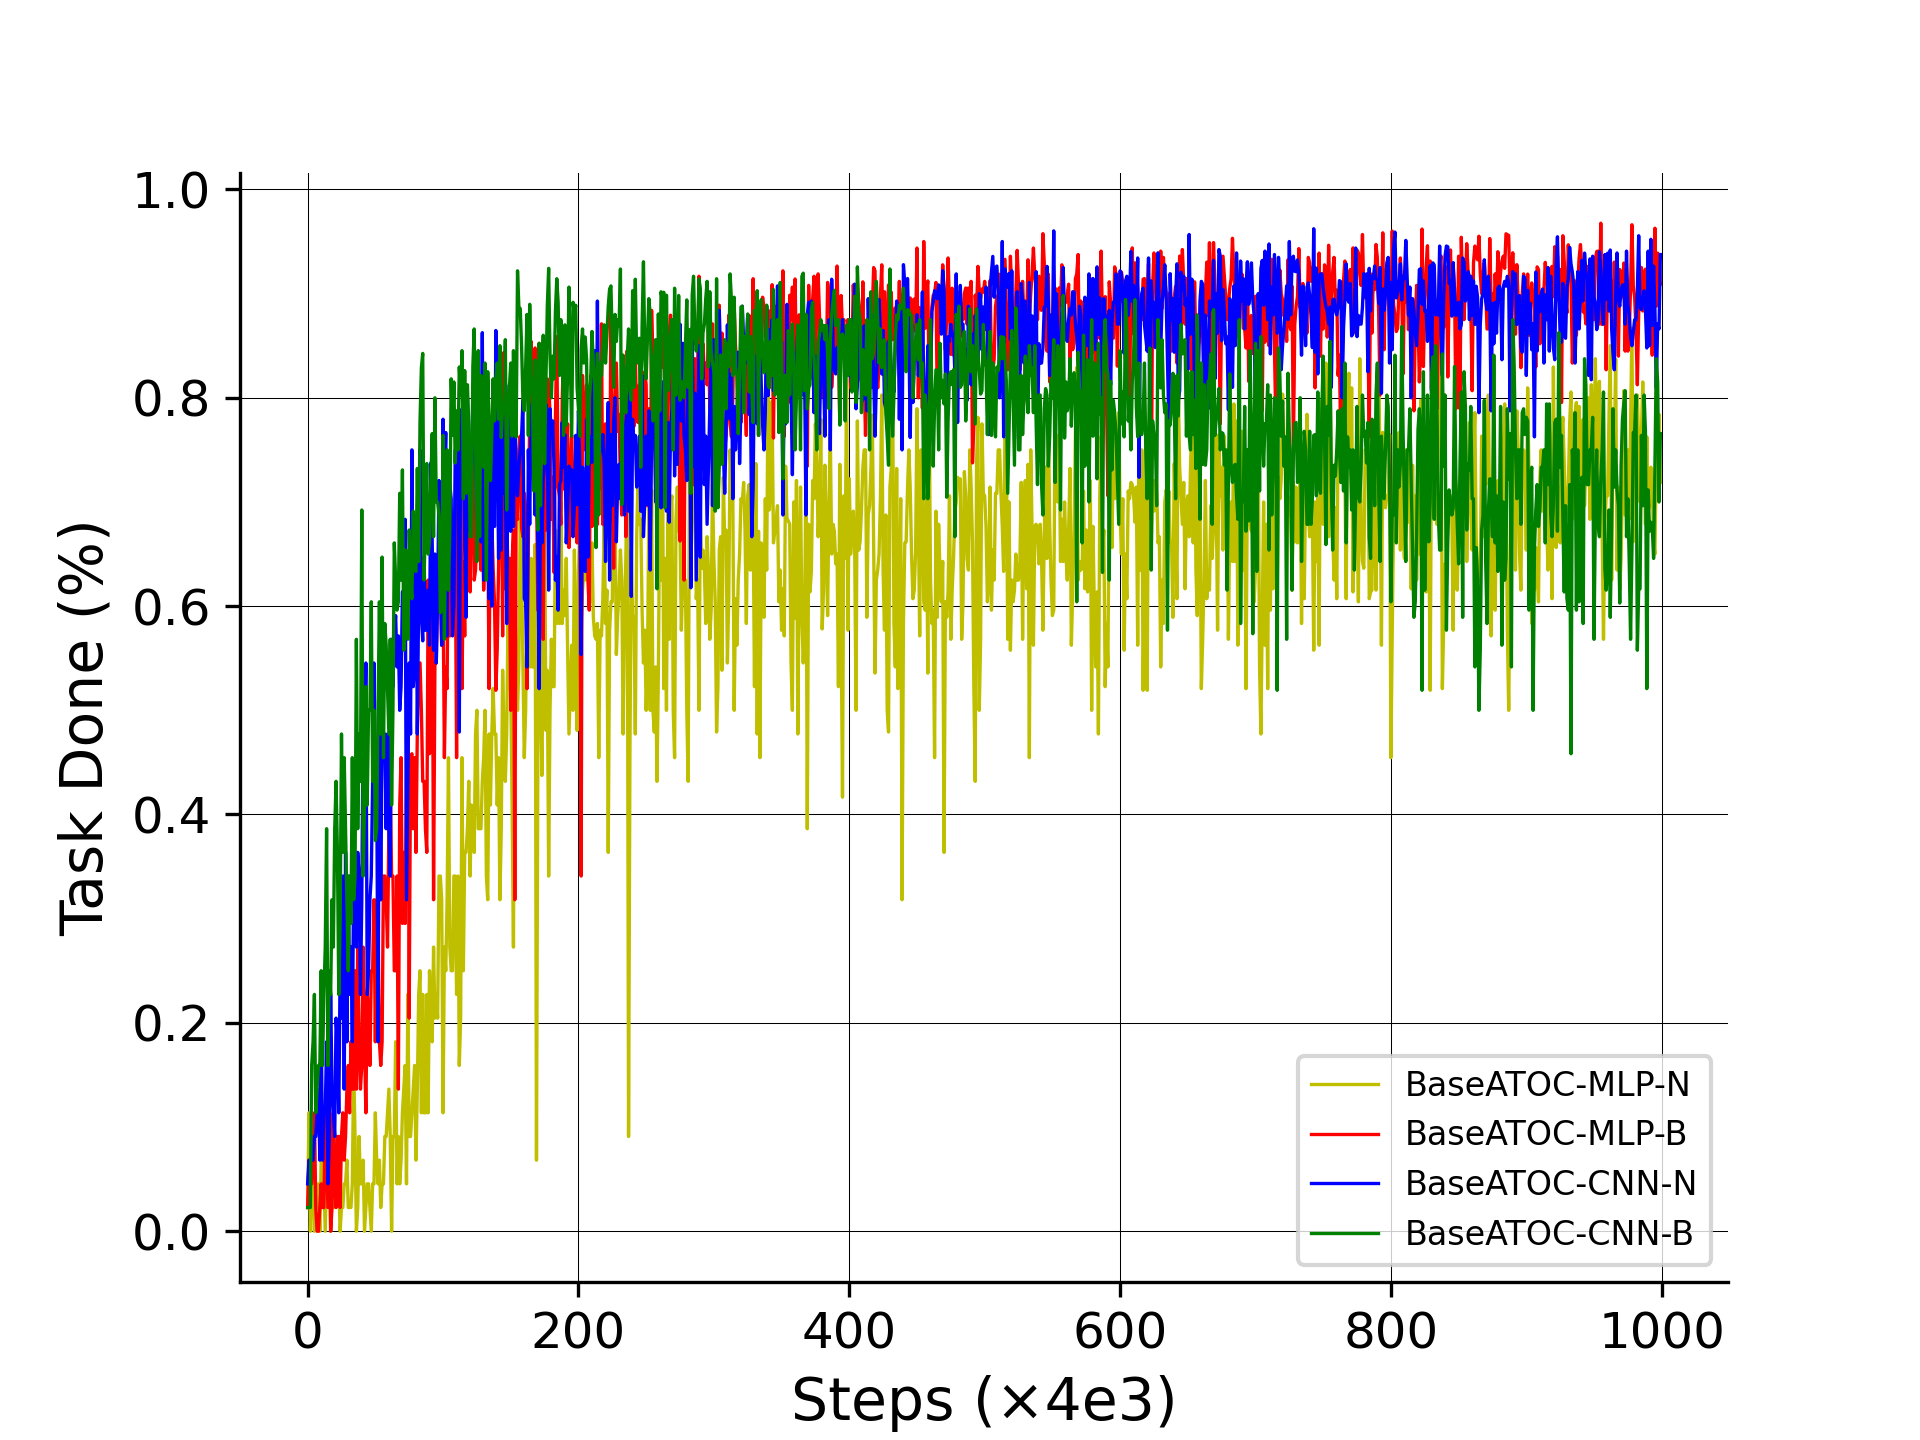 1.0
0.8
0.6
0.4
0.2
0.0
Task Done (%)
0 200 400 600 800 1000
Steps (×4e3)
BaseATOC-MLP-N
BaseATOC-MLP-B
BaseATOC-CNN-N
BaseATOC-CNN-B